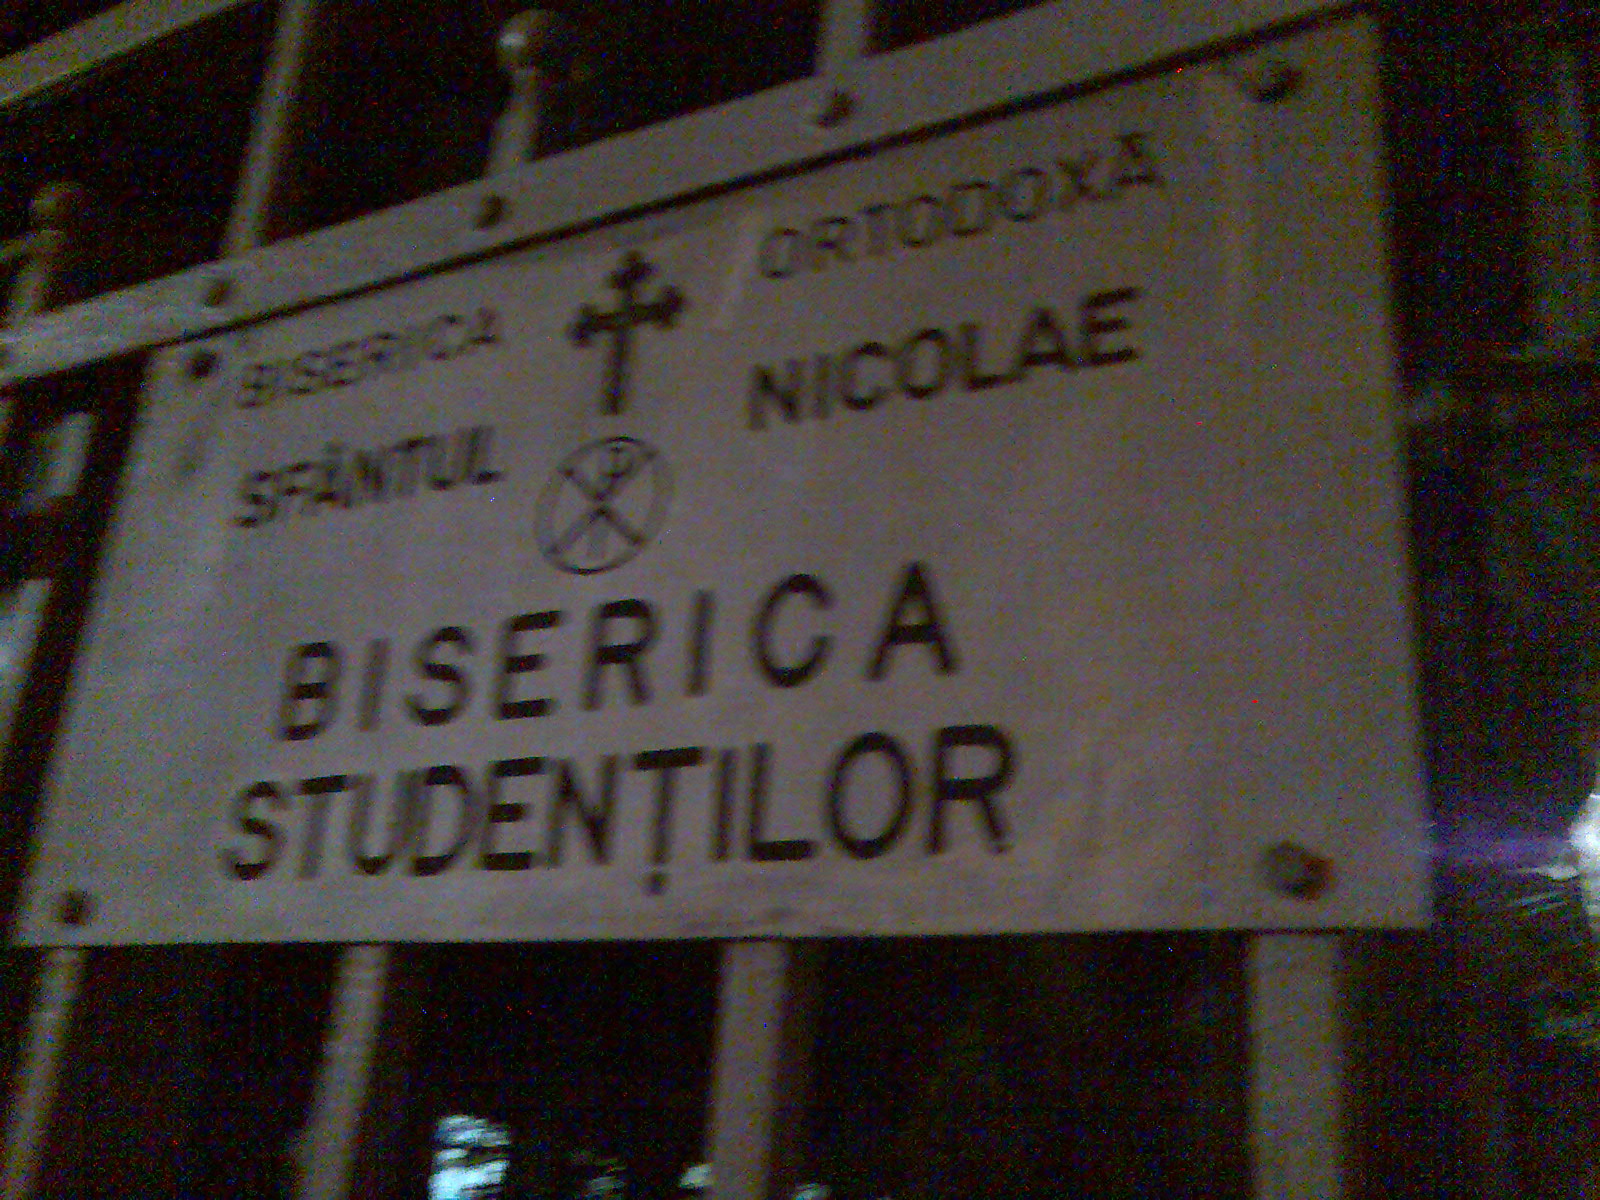 BISERICA ORTODOXĂ
SFÂNTUL NICOLAE
BISERICA
STUDENȚILOR